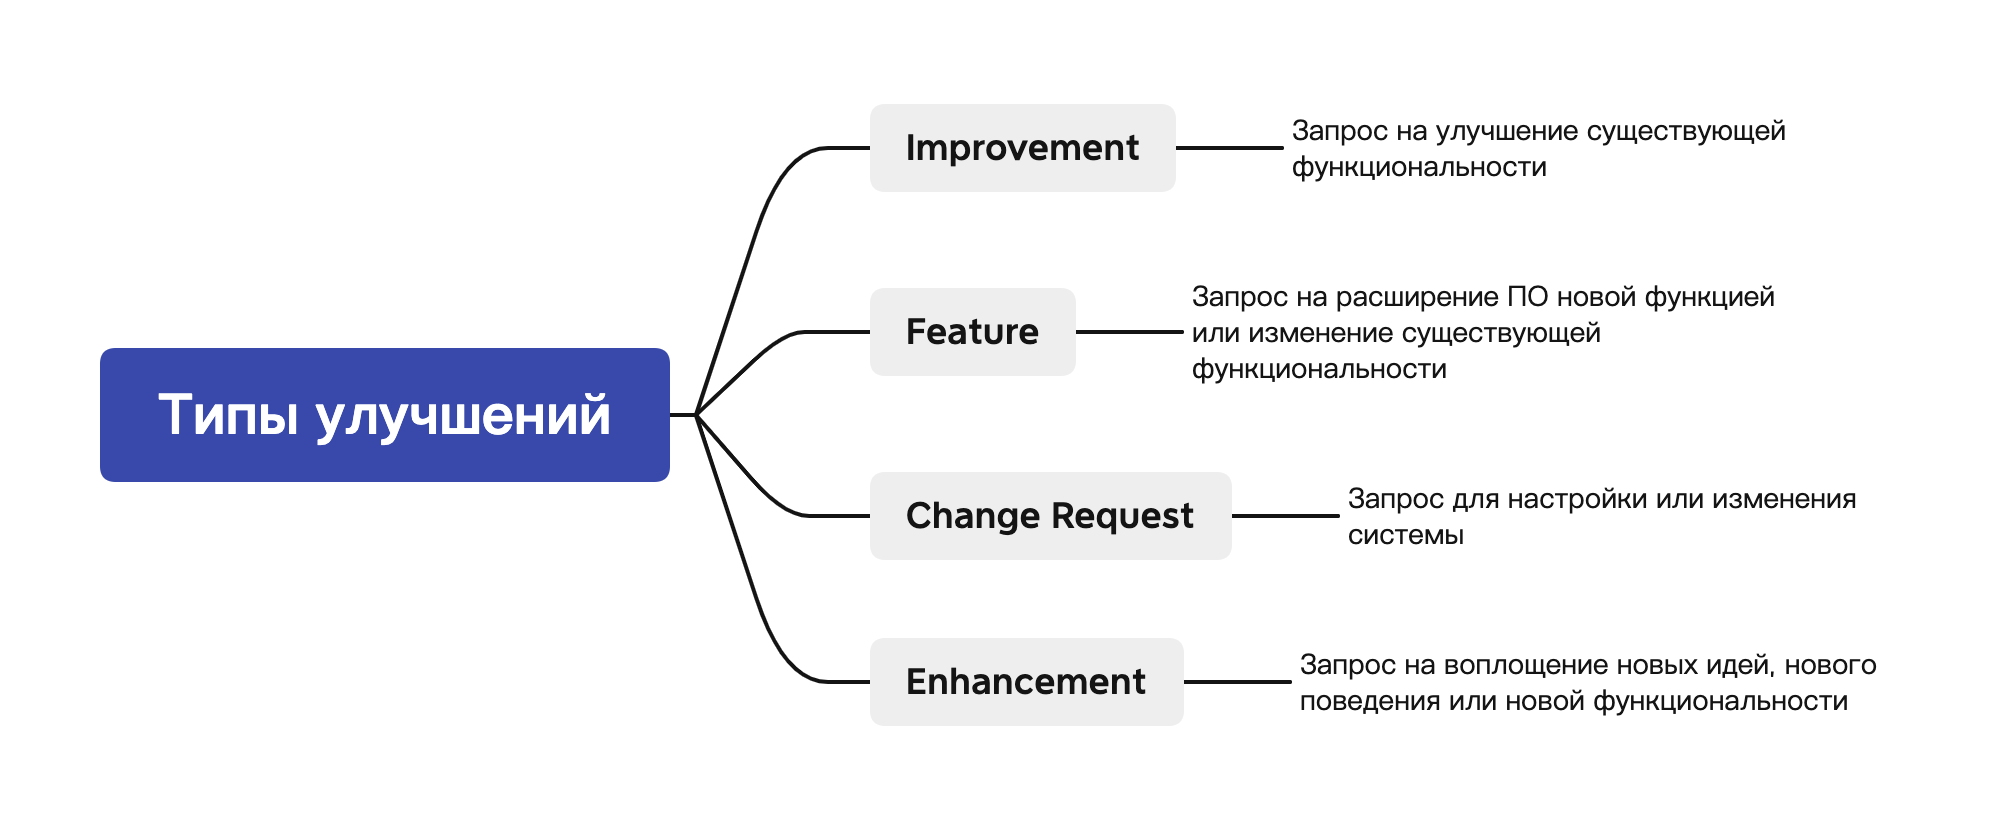 Типы улучшений
Improvement
Запрос на улучшение существующей
функциональности
Feature
Запрос на расширение ПО новой функцией
или изменение существующей
функциональности
Change Request
Запрос для настройки или изменения
системы
Enhancement
Запрос на воплощение новых идей, нового
поведения или новой функциональности